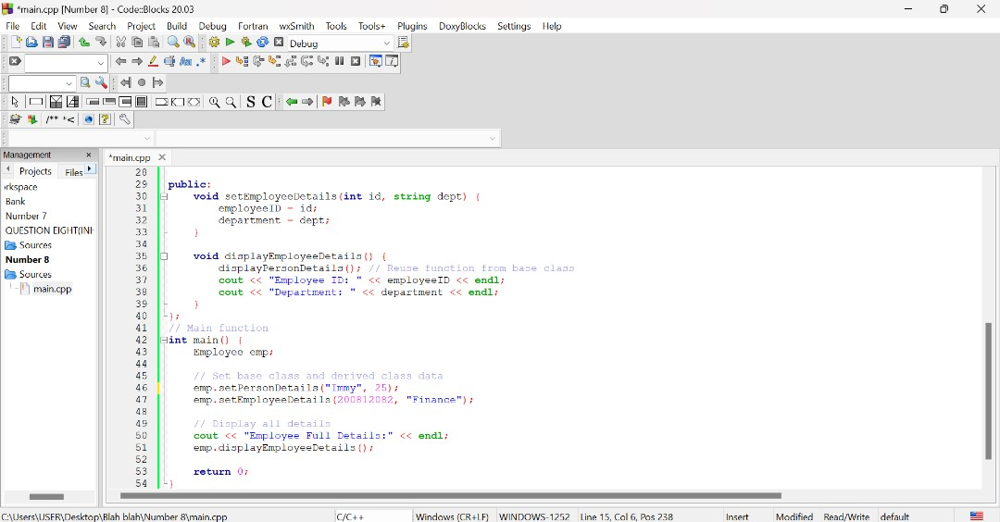 *main.cpp [Number 8] - Code::Blocks 20.03
File Edit View Search Project Build Debug Fortran wxSmith Tools Tools+ Plugins DoxyBlocks Settings Help
Debug
Aa .*
S C
/** *<
Management
*main.cpp
Projects Files
rkspace
Bank
Number 7
QUESTION EIGHT(INH
Sources
Number 8
Sources
main.cpp
28
29 public:
30 void setEmployeeDetails(int id, string dept) {
31 employeeID = id;
32 department = dept;
33 }
34
35 void displayEmployeeDetails() {
36 displayPersonDetails(); // Reuse function from base class
37 cout << "Employee ID: " << employeeID << endl;
38 cout << "Department: " << department << endl;
39 }
40 };
41 // Main function
42 int main() {
43 Employee emp;
44
45 // Set base class and derived class data
46 emp.setPersonDetails("Immy", 25);
47 emp.setEmployeeDetails(200812082, "Finance");
48
49 // Display all details
50 cout << "Employee Full Details:" << endl;
51 emp.displayEmployeeDetails();
52
53 return 0;
54 }
C:\Users\USER\Desktop\Blah blah\Number 8\main.cpp C/C++ Windows (CR+LF) WINDOWS-1252 Line 15, Col 6, Pos 238 Insert Modified Read/Write default